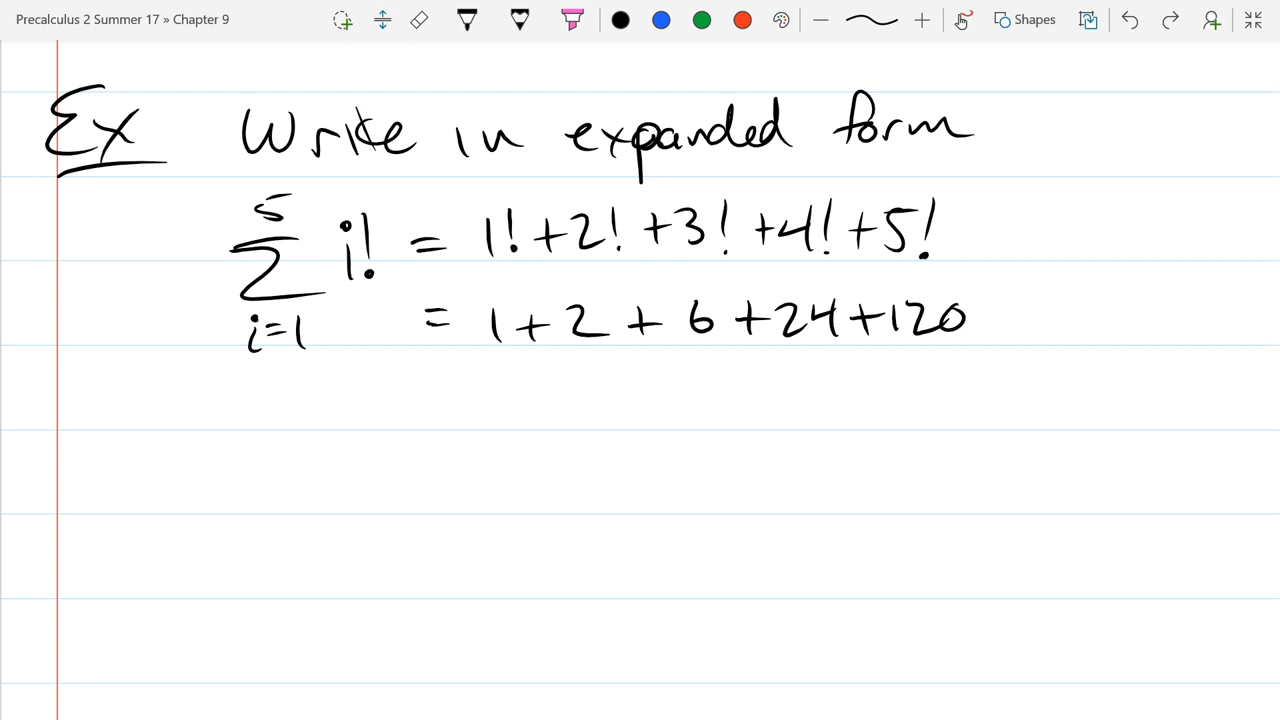 Precalculus 2 Summer 17 » Chapter 9
Shapes
Ex Write in expanded form
5
∑ i! = 1! + 2! + 3! + 4! + 5!
i=1
= 1 + 2 + 6 + 24 + 120